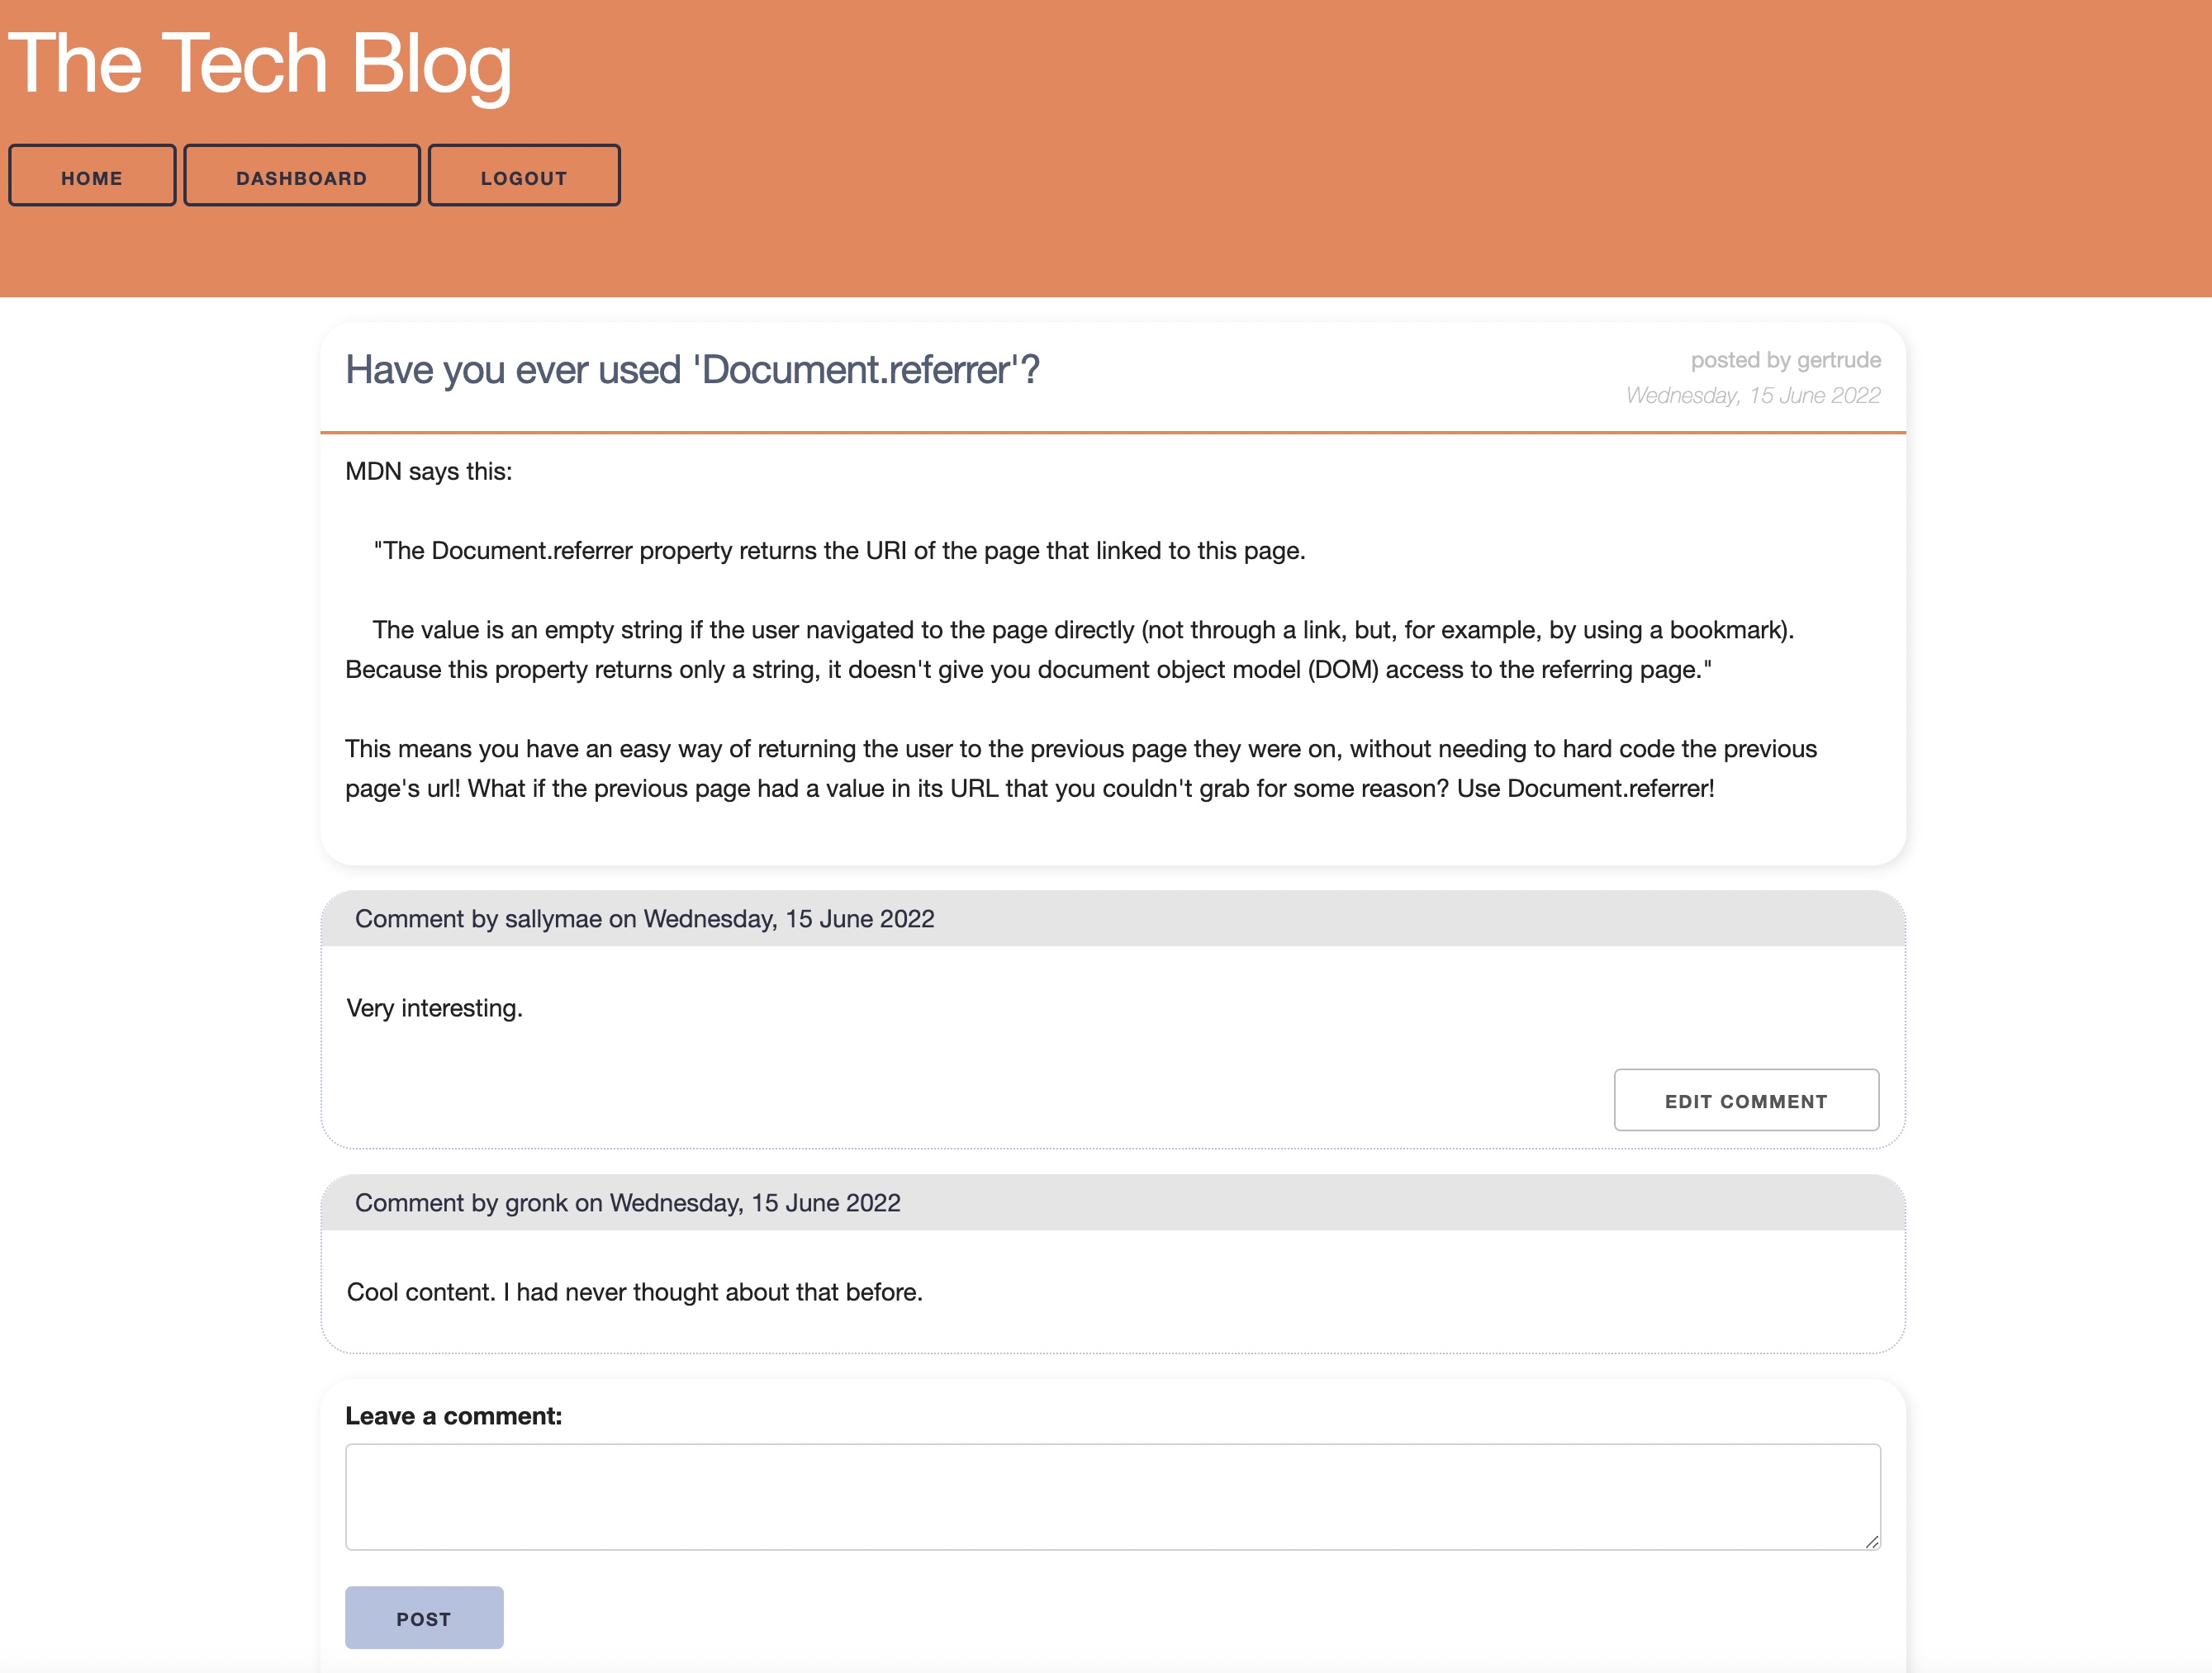 The Tech Blog
HOME DASHBOARD LOGOUT
Have you ever used 'Document.referrer'?
posted by gertrude
Wednesday, 15 June 2022
MDN says this:
"The Document.referrer property returns the URI of the page that linked to this page.
The value is an empty string if the user navigated to the page directly (not through a link, but, for example, by using a bookmark).
Because this property returns only a string, it doesn't give you document object model (DOM) access to the referring page."
This means you have an easy way of returning the user to the previous page they were on, without needing to hard code the previous
page's url! What if the previous page had a value in its URL that you couldn't grab for some reason? Use Document.referrer!
Comment by sallymae on Wednesday, 15 June 2022
Very interesting.
EDIT COMMENT
Comment by gronk on Wednesday, 15 June 2022
Cool content. I had never thought about that before.
Leave a comment:
POST